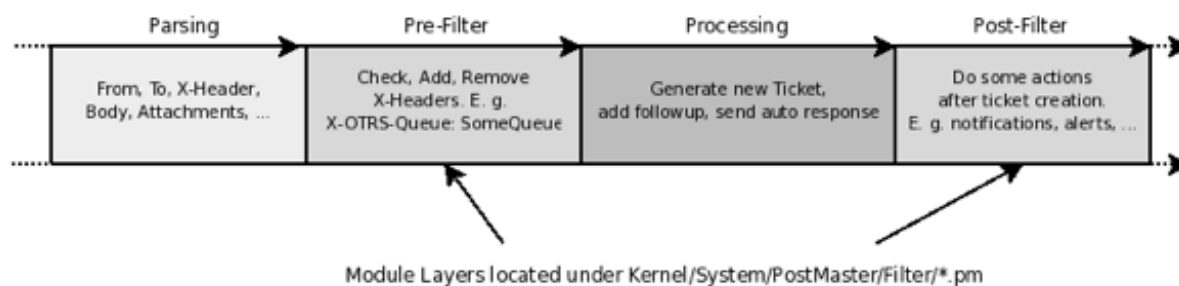 Parsing
Pre-Filter
Processing
Post-Filter
From, To, X-Header,
Body, Attachments, ...
Check, Add, Remove
X-Headers. E. g.
X-OTRS-Queue: SomeQueue
Generate new Ticket,
add followup, send auto response
Do some actions
after ticket creation.
E. g. notifications, alerts, ...
Module Layers located under Kernel/System/PostMaster/Filter/*.pm